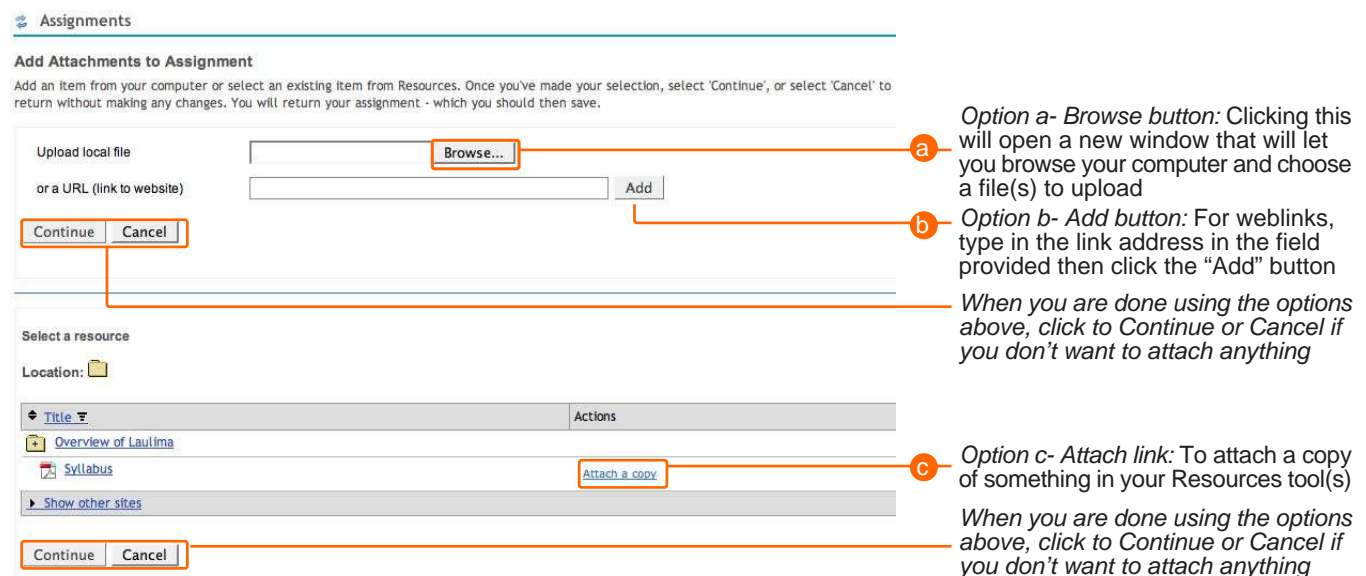 Assignments
Add Attachments to Assignment
Add an item from your computer or select an existing item from Resources. Once you've made your selection, select 'Continue', or select 'Cancel' to
return without making any changes. You will return your assignment - which you should then save.
Upload local file
Browse...
or a URL (link to website)
Add
Continue Cancel
a
Option a- Browse button: Clicking this
will open a new window that will let
you browse your computer and choose
a file(s) to upload
b
Option b- Add button: For weblinks,
type in the link address in the field
provided then click the “Add” button
When you are done using the options
above, click to Continue or Cancel if
you don’t want to attach anything
Select a resource
Location:
Title Actions
Overview of Laulima
Syllabus Attach a copy
Show other sites
Continue Cancel
c
Option c- Attach link: To attach a copy
of something in your Resources tool(s)
When you are done using the options
above, click to Continue or Cancel if
you don’t want to attach anything